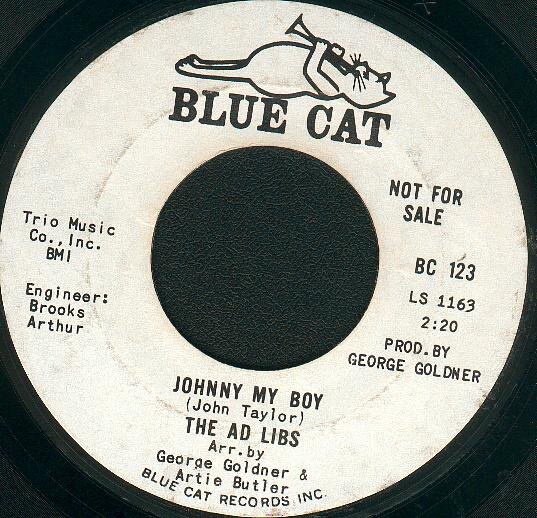 BLUE CAT
NOT FOR
SALE
Trio Music
Co., Inc.
BMI
Engineer:
Brooks
Arthur
BC 123
LS 1163
2:20
PROD. BY
GEORGE GOLDNER
JOHNNY MY BOY
(John Taylor)
THE AD LIBS
Arr. by
George Goldner &
Artie Butler
BLUE CAT RECORDS INC.